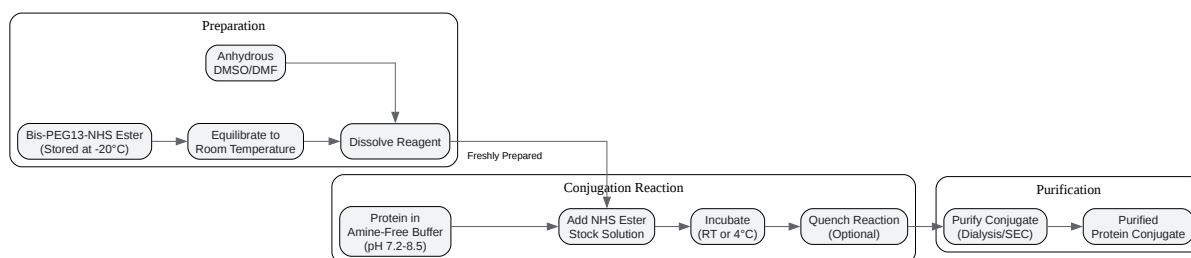 Preparation
Anhydrous
DMSO/DMF
Bis-PEG13-NHS Ester
(Stored at -20°C)
Equilibrate to
Room Temperature
Dissolve Reagent
Freshly Prepared
Conjugation Reaction
Protein in
Amine-Free Buffer
(pH 7.2-8.5)
Add NHS Ester
Stock Solution
Incubate
(RT or 4°C)
Quench Reaction
(Optional)
Purification
Purify Conjugate
(Dialysis/SEC)
Purified
Protein Conjugate